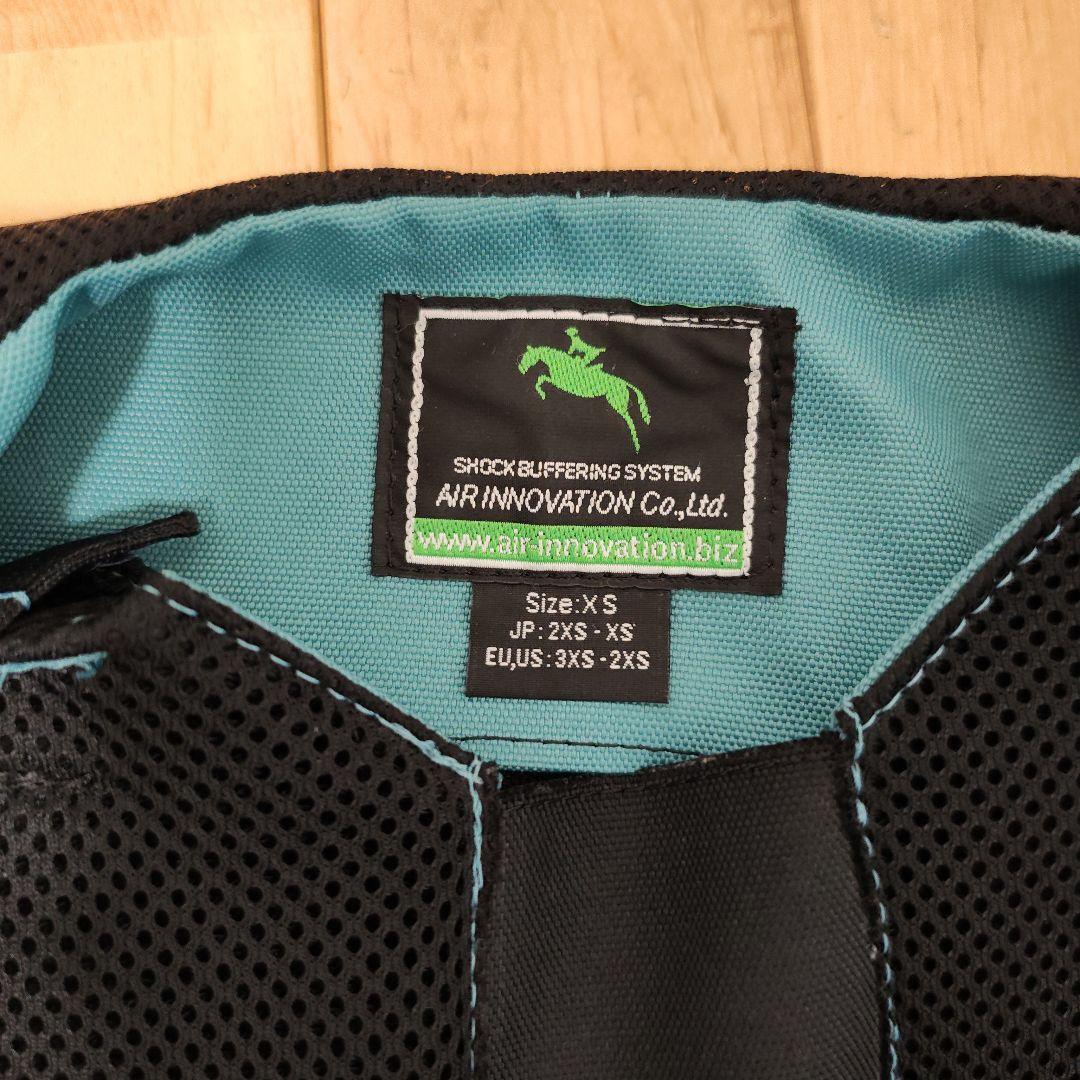 SHOCK BUFFERING SYSTEM
AIR INNOVATION Co.,Ltd.
www.air-innovation.biz
Size:XS
JP:2XS-XS
EU,US:3XS-2XS